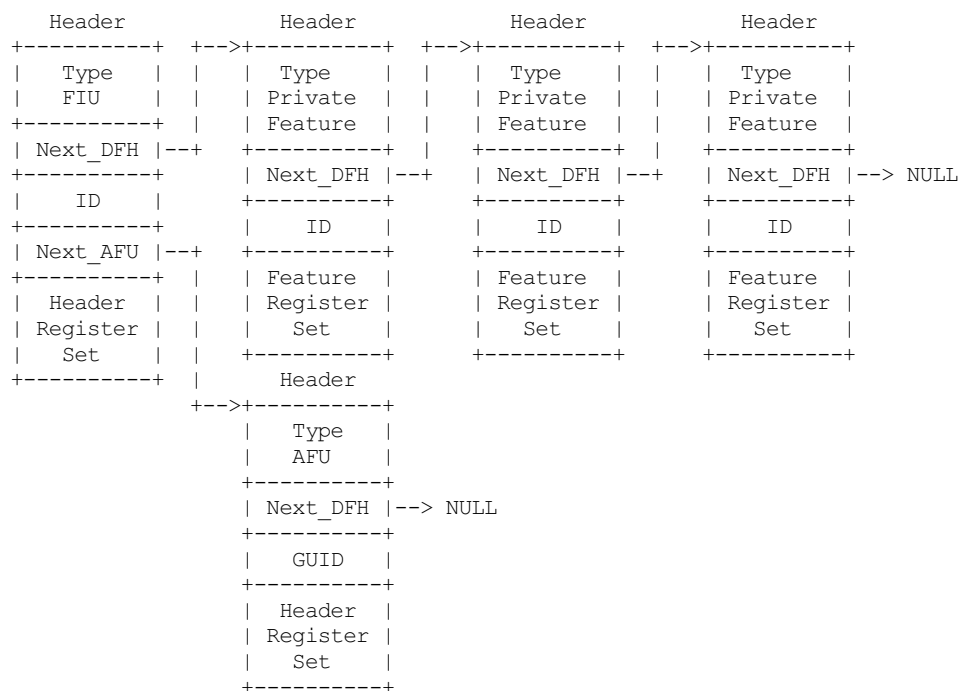 Header            Header            Header            Header
 +----------+  +-->+----------+  +-->+----------+  +-->+----------+
 |   Type   |  |   |  Type    |  |   |  Type    |  |   |  Type    |
 |   FIU    |  |   | Private  |  |   | Private  |  |   | Private  |
 +----------+  |   | Feature  |  |   | Feature  |  |   | Feature  |
 | Next_DFH |--+   +----------+  |   +----------+  |   +----------+
 +----------+      | Next_DFH |--+   | Next_DFH |--+   | Next_DFH |--> NULL
 |    ID    |      +----------+      +----------+      +----------+
 +----------+      |    ID    |      |    ID    |      |    ID    |
 | Next_AFU |--+   +----------+      +----------+      +----------+
 +----------+  |   | Feature  |      | Feature  |      | Feature  |
 |  Header  |  |   | Register |      | Register |      | Register |
 | Register |  |   |   Set    |      |   Set    |      |   Set    |
 |   Set    |  |   +----------+      +----------+      +----------+
 +----------+  |      Header
               +-->+----------+
                   |   Type   |
                   |   AFU    |
                   +----------+
                   | Next_DFH |--> NULL
                   +----------+
                   |   GUID   |
                   +----------+
                   |  Header  |
                   | Register |
                   |   Set    |
                   +----------+